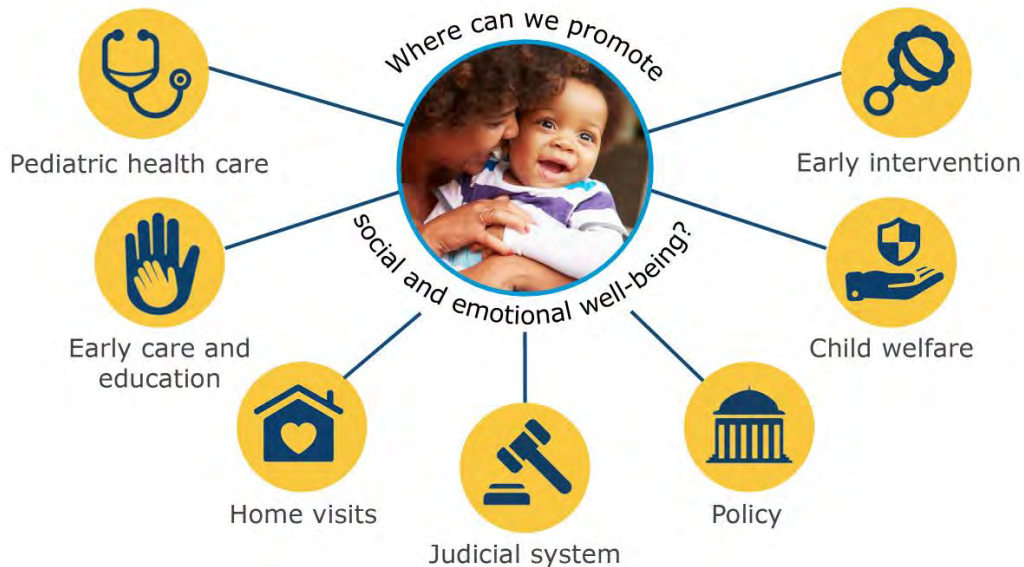 Where can we promote
social and emotional well-being?
Pediatric health care
Early intervention
Early care and
education
Child welfare
Home visits
Judicial system
Policy